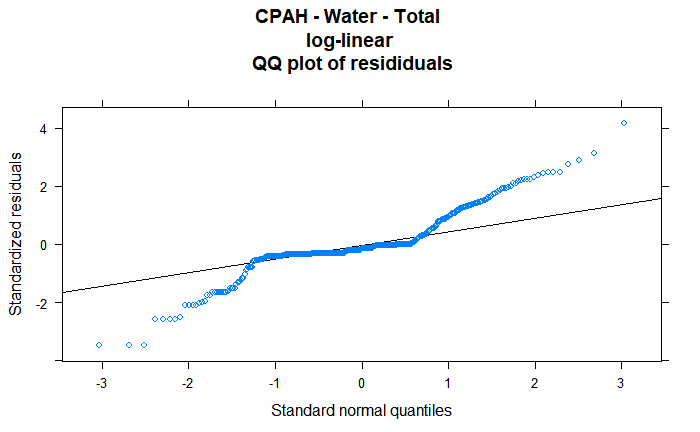 CPAH - Water - Total
log-linear
QQ plot of resididuals
Standardized residuals
4
2
0
-2
-3
-2
-1
0
1
2
3
Standard normal quantiles